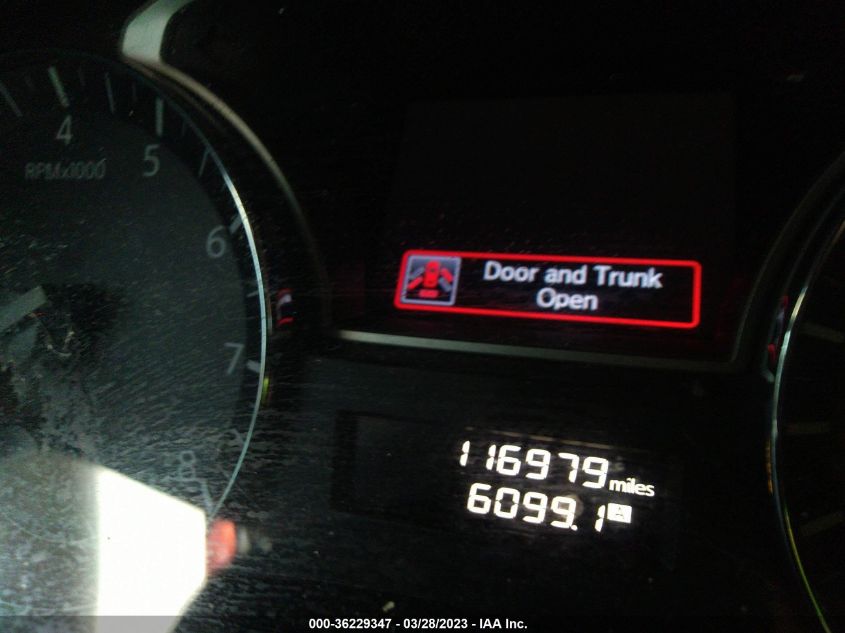 4
5
RPMx1000
6
7
8
Door and Trunk
Open
116979 miles
6099.1
000-36229347 - 03/28/2023 - IAA Inc.